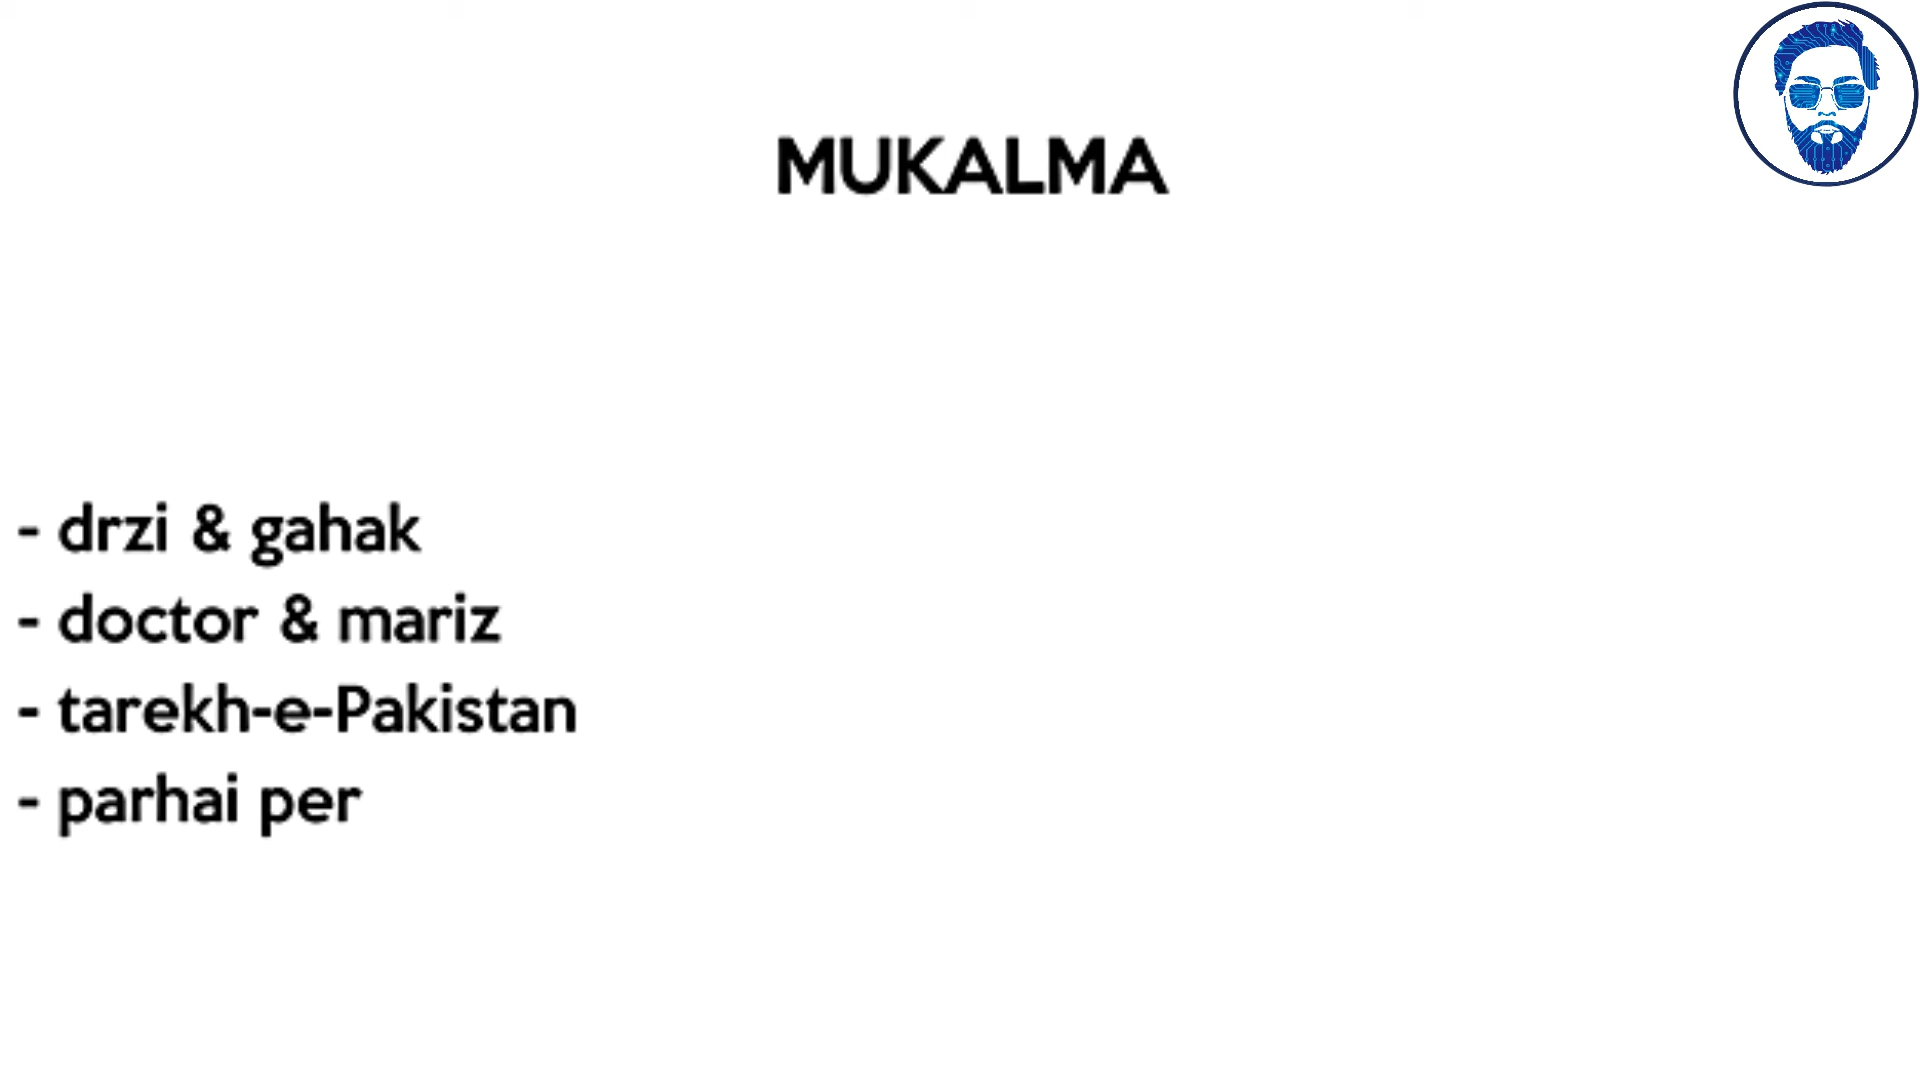 MUKALMA
- drzi & gahak
- doctor & mariz
- tarekh-e-Pakistan
- parhai per